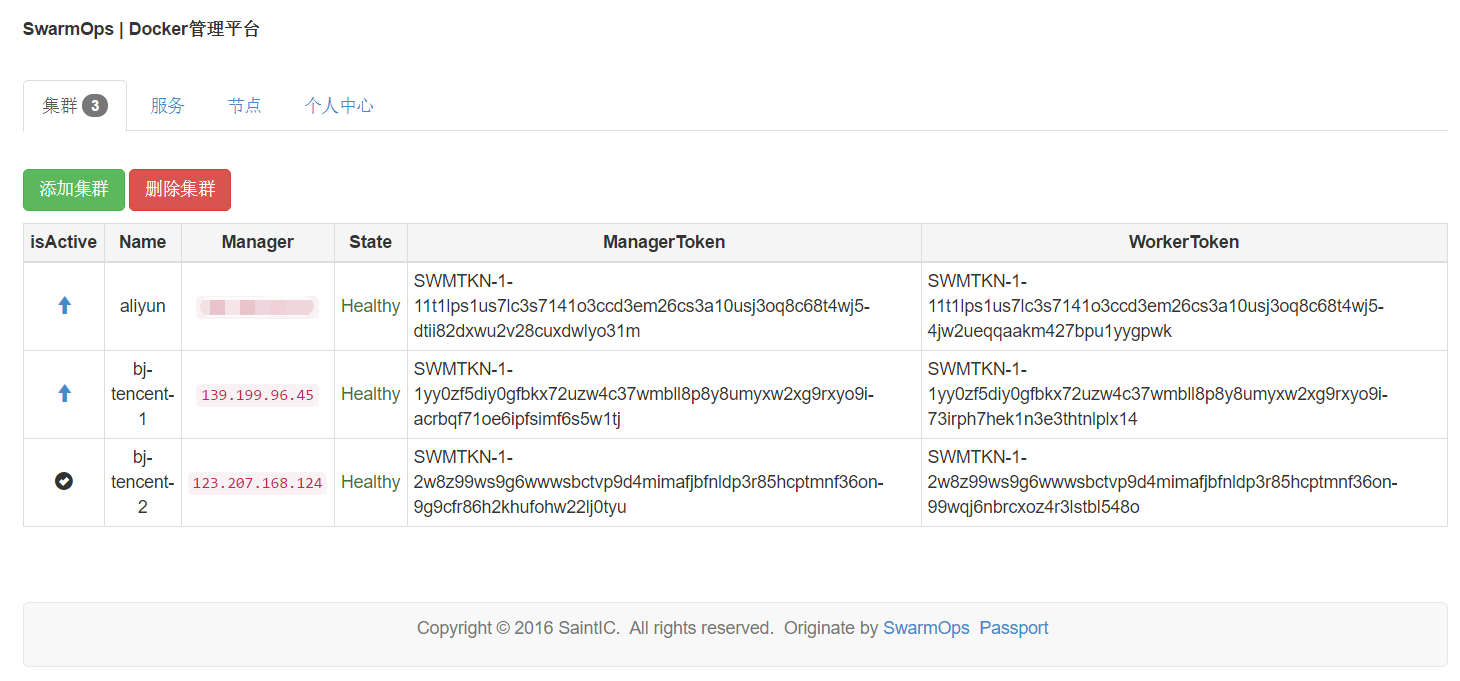 SwarmOps | Docker管理平台
集群 3 服务 节点 个人中心
添加集群 删除集群
isActive Name Manager State ManagerToken WorkerToken
aliyun
Healthy
SWMTKN-1-
11t1lps1us7lc3s7141o3ccd3em26cs3a10usj3oq8c68t4wj5-
dtii82dxwu2v28cuxdwlyo31m
SWMTKN-1-
11t1lps1us7lc3s7141o3ccd3em26cs3a10usj3oq8c68t4wj5-
4jw2ueqqaakm427bpu1yygpwk
bj-
tencent-
1
139.199.96.45
Healthy
SWMTKN-1-
1yy0zf5diy0gfbkx72uzw4c37wmbll8p8y8umyxw2xg9rxyo9i-
acrbqf71oe6ipfsimf6s5w1tj
SWMTKN-1-
1yy0zf5diy0gfbkx72uzw4c37wmbll8p8y8umyxw2xg9rxyo9i-
73irph7hek1n3e3thtnlplx14
bj-
tencent-
2
123.207.168.124
Healthy
SWMTKN-1-
2w8z99ws9g6wwwsbctvp9d4mimafjbfnldp3r85hcptmnf36on-
9g9cfr86h2khufohw22lj0tyu
SWMTKN-1-
2w8z99ws9g6wwwsbctvp9d4mimafjbfnldp3r85hcptmnf36on-
99wqj6nbrcxoz4r3lstbl548o
Copyright © 2016 SaintIC. All rights reserved. Originate by SwarmOps Passport